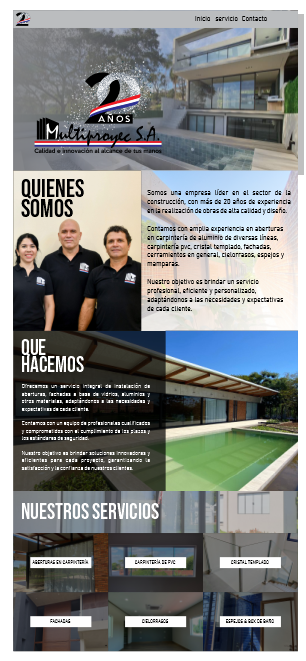 Inicio servicio Contacto
2
AÑOS
Multiproyec S.A.
Calidad e innovación al alcance de tus manos
QUIENES
SOMOS
Somos una empresa líder en el sector de la
construcción, con más de 20 años de experiencia
en la realización de obras de alta calidad y diseño.
Contamos con amplia experiencia en aberturas
en carpintería de aluminio de diversas líneas,
carpintería pvc, cristal templado, fachadas,
cerramientos en general, cielorrasos, espejos y
mamparas.
Nuestro objetivo es brindar un servicio
profesional, eficiente y personalizado,
adaptándonos a las necesidades y expectativas
de cada cliente.
QUE
HACEMOS
Ofrecemos un servicio integral de instalación de
aberturas, fachadas a base de vidrios, aluminios y
otros materiales, adaptándonos a las necesidades y
expectativas de cada cliente.
Contamos con un equipo de profesionales cualificados
y comprometidos con el cumplimiento de los plazos y
los estándares de seguridad.
Nuestro objetivo es brindar soluciones innovadoras y
eficientes para cada proyecto, garantizando la
satisfacción y la confianza de nuestros clientes.
NUESTROS SERVICIOS
ABERTURAS EN CARPINTERÍA
CARPINTERÍA DE PVC
CRISTAL TEMPLADO
FACHADAS
CIELORRASOS
ESPEJOS & BOX DE BAÑO